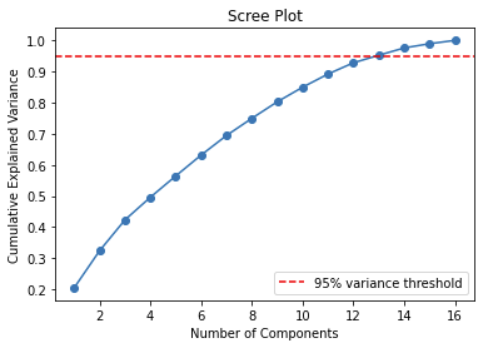 Scree Plot
Cumulative Explained Variance
1.0
0.9
0.8
0.7
0.6
0.5
0.4
0.3
0.2
95% variance threshold
2 4 6 8 10 12 14 16
Number of Components